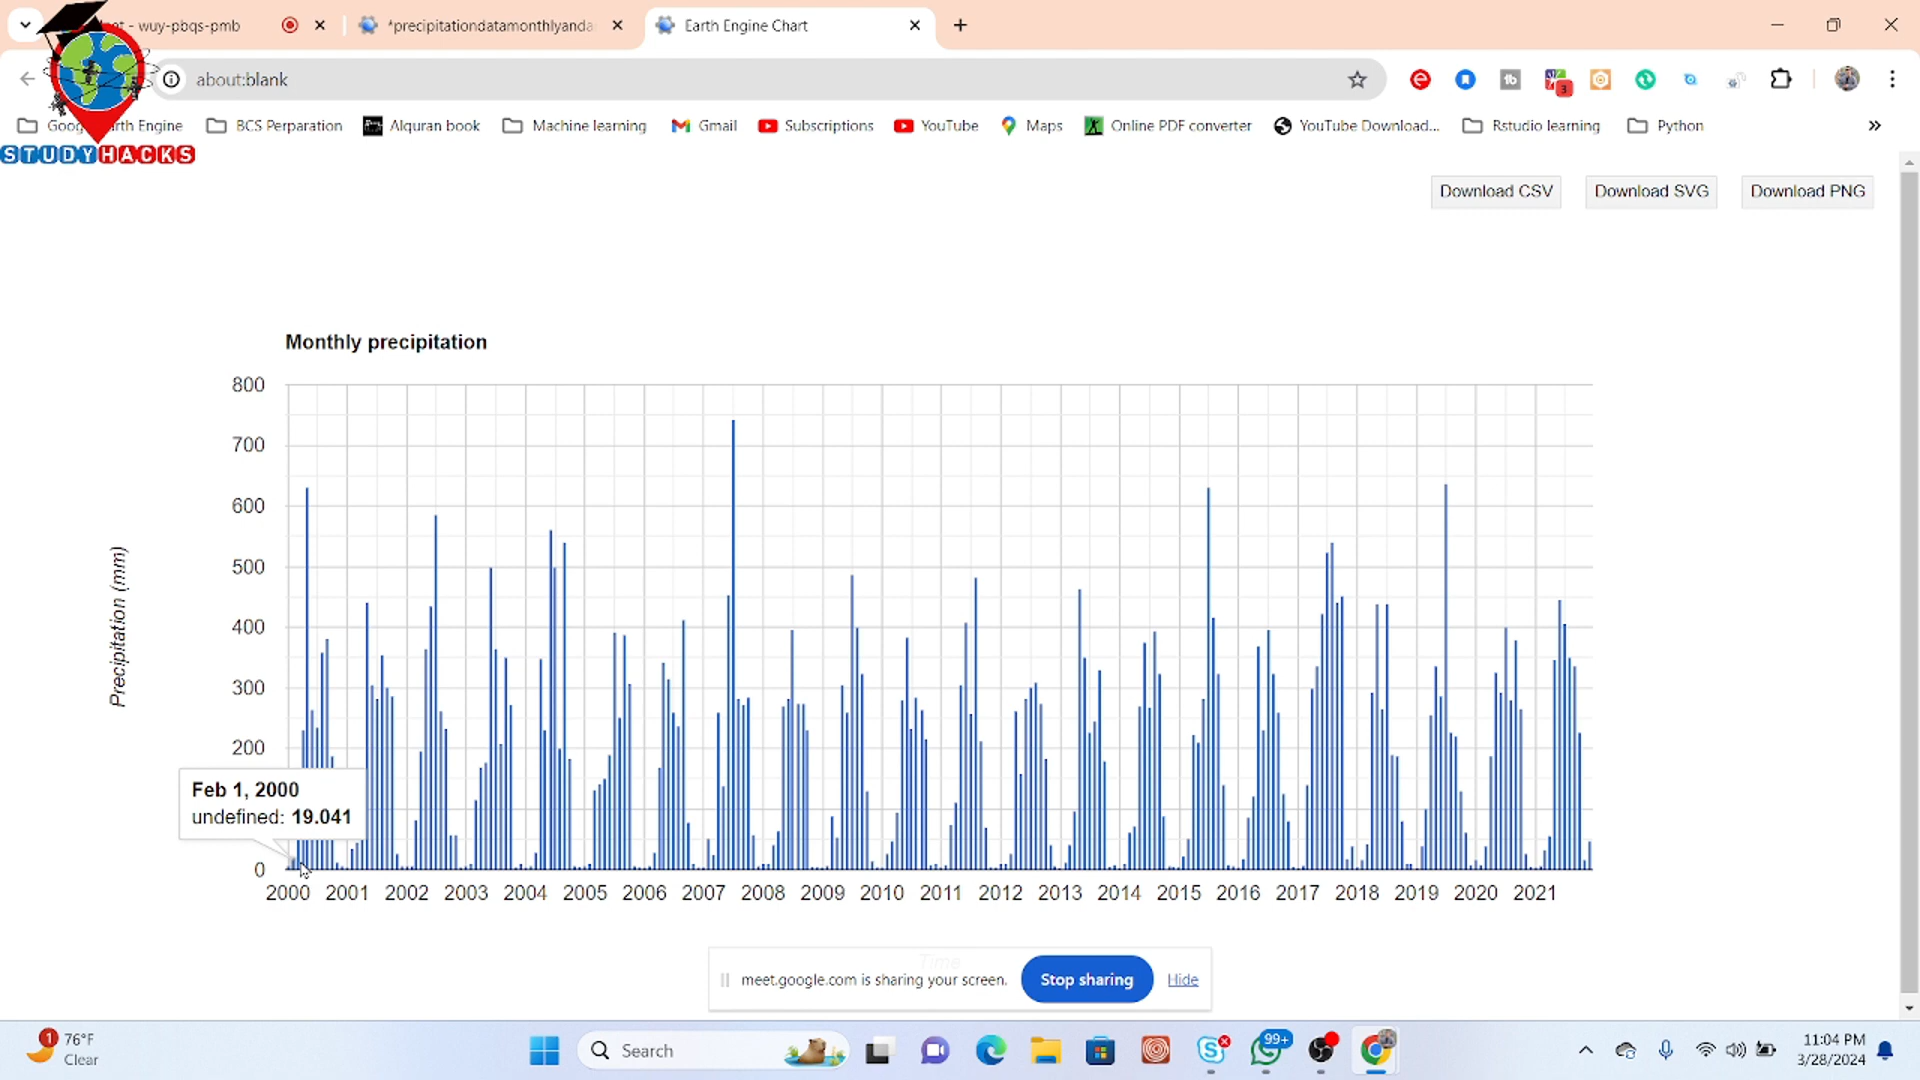 - wuy-pbqs-pmb
*precipitationdatamonthlyanda
Earth Engine Chart
about:blank
3
Earth Engine
BCS Perparation
Alquran book
Machine learning
Gmail
Subscriptions
YouTube
Maps
Online PDF converter
YouTube Download...
Rstudio learning
Python
STUDYHACKS
Download CSV
Download SVG
Download PNG
Monthly precipitation
800
700
600
500
400
300
200
0
Precipitation (mm)
Feb 1, 2000
undefined: 19.041
2000 2001 2002 2003 2004 2005 2006 2007 2008 2009 2010 2011 2012 2013 2014 2015 2016 2017 2018 2019 2020 2021
Time
meet.google.com is sharing your screen.
Stop sharing
Hide
1
76°F
Clear
Search
99+
11:04 PM
3/28/2024